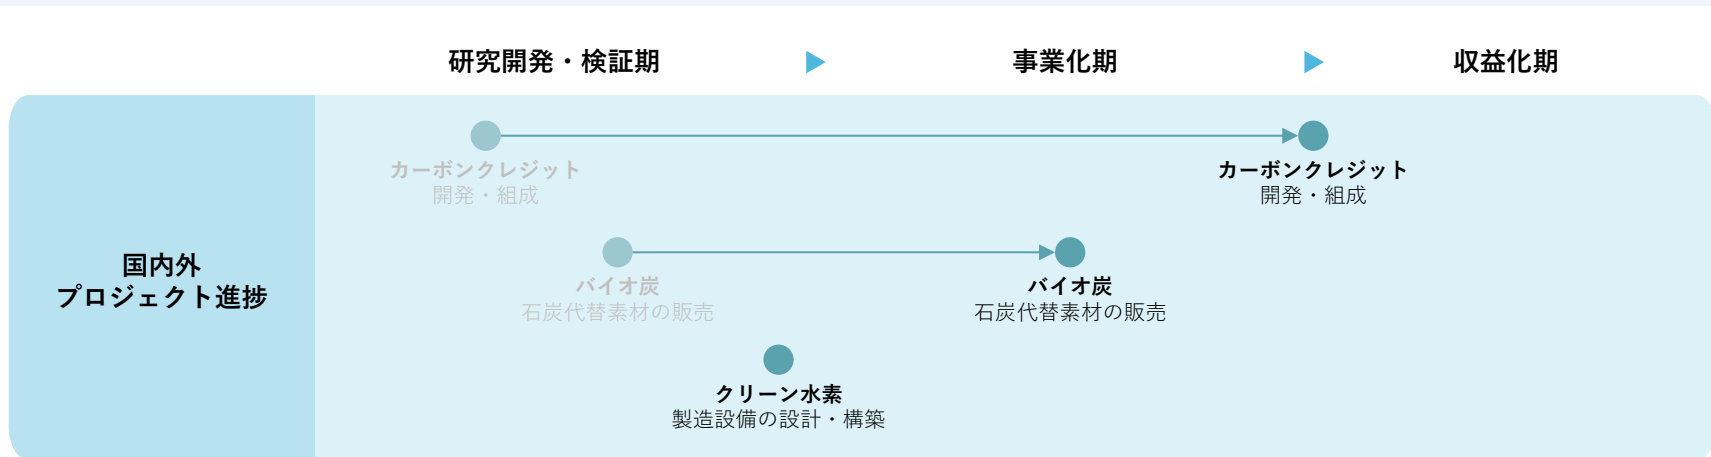 研究開発・検証期
事業化期
収益化期
国内外
プロジェクト進捗
カーボンクレジット
開発・組成
カーボンクレジット
開発・組成
バイオ炭
石炭代替素材の販売
バイオ炭
石炭代替素材の販売
クリーン水素
製造設備の設計・構築